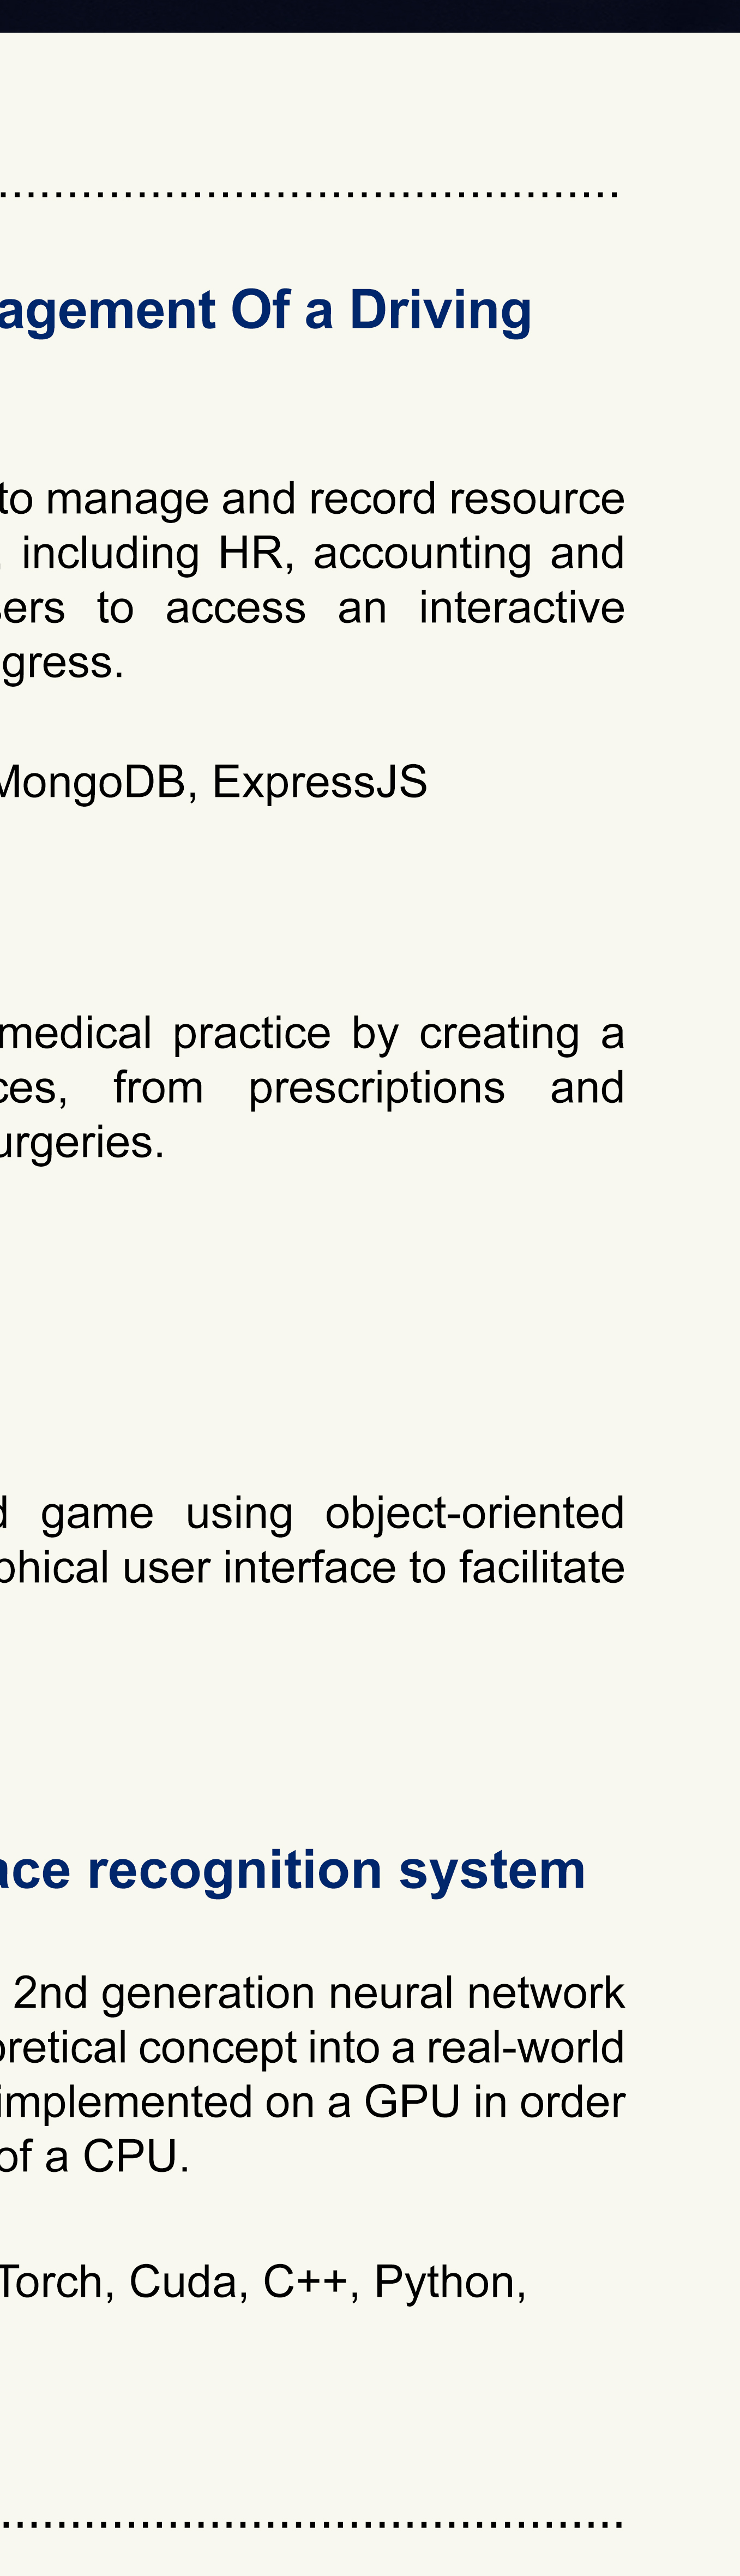 agement Of a Driving
to manage and record resource
, including HR, accounting and
sers to access an interactive
gress.
MongoDB, ExpressJS
medical practice by creating a
ces, from prescriptions and
urgeries.
d game using object-oriented
phical user interface to facilitate
ace recognition system
2nd generation neural network
oretical concept into a real-world
implemented on a GPU in order
of a CPU.
Torch, Cuda, C++, Python,